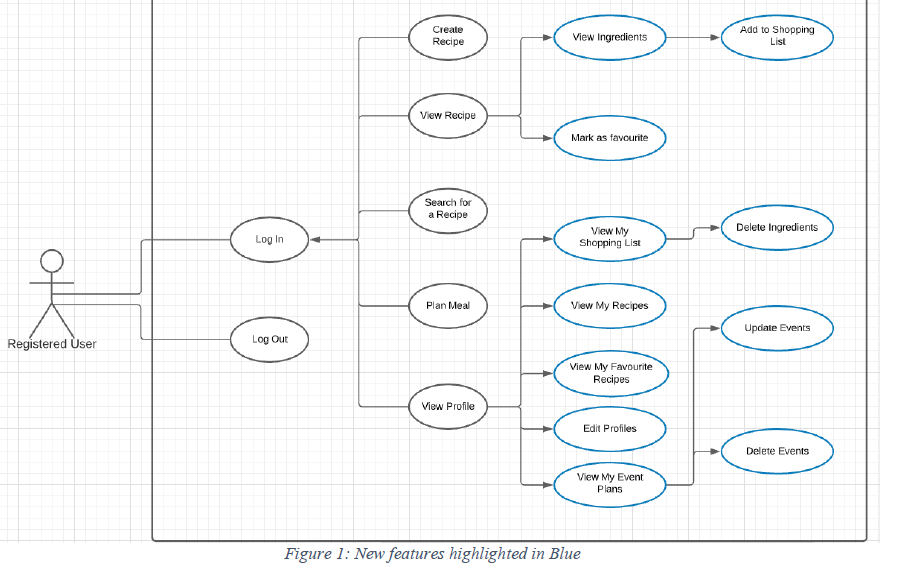 Create
Recipe
View Ingredients
Add to Shopping
List
View Recipe
Mark as favourite
Search for
a Recipe
View My
Shopping List
Delete Ingredients
Log In
Plan Meal
View My Recipes
Update Events
Registered User
Log Out
View My Favourite
Recipes
View Profile
Edit Profiles
Delete Events
View My Event
Plans
Figure 1: New features highlighted in Blue